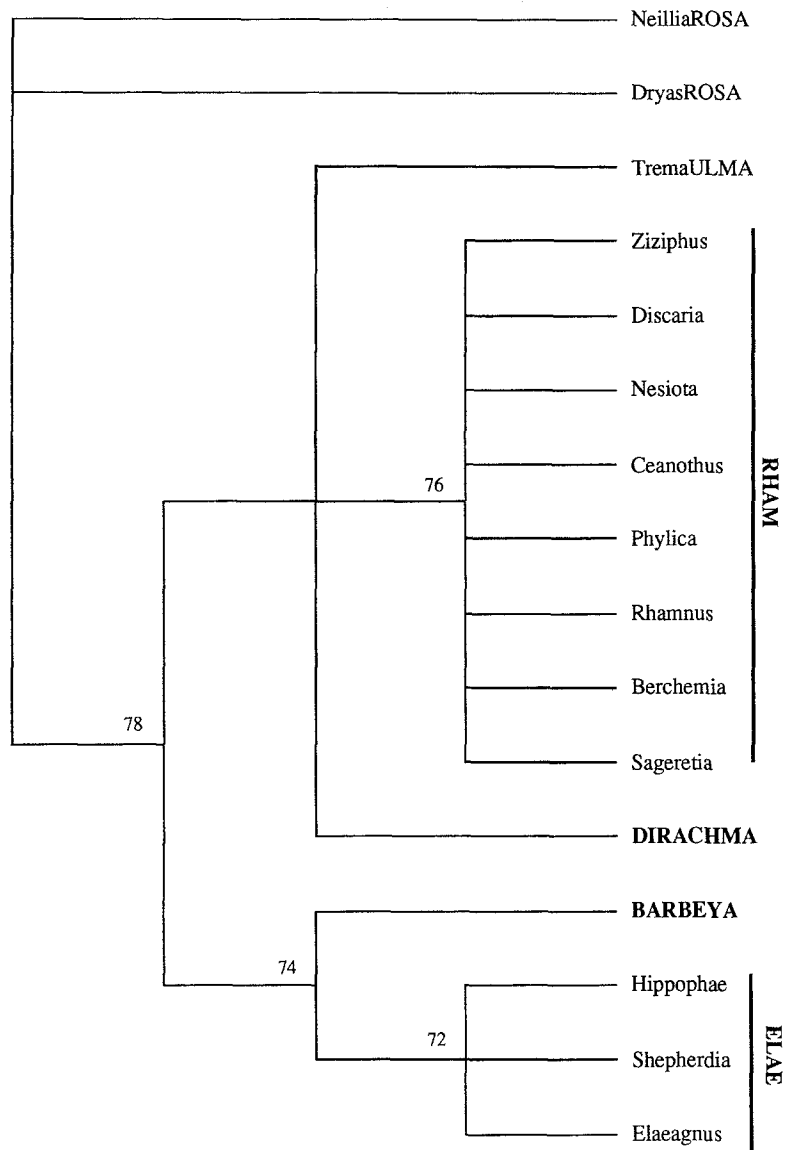 NeilliaROSA
DryasROSA
TremaULMA
Ziziphus
Discaria
Nesiota
76
Ceanothus
Phylica
RHAM
Rhamnus
Berchemia
78
Sageretia
DIRACHMA
BARBEYA
74
Hippophae
72
Shepherdia
ELAE
Elaeagnus